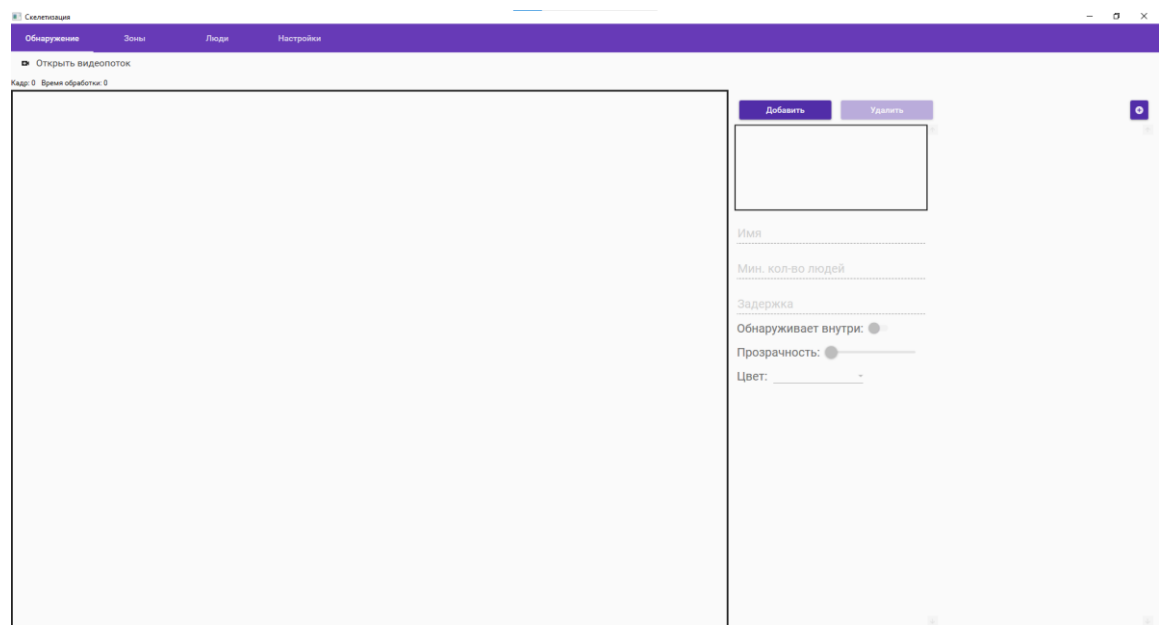 Скелетизация
Обнаружение Зоны Люди Настройки
Открыть видеопоток
Кадр: 0 Время обработки: 0
Добавить Удалить
Имя
Мин. кол-во людей
Задержка
Обнаруживает внутри:
Прозрачность:
Цвет: